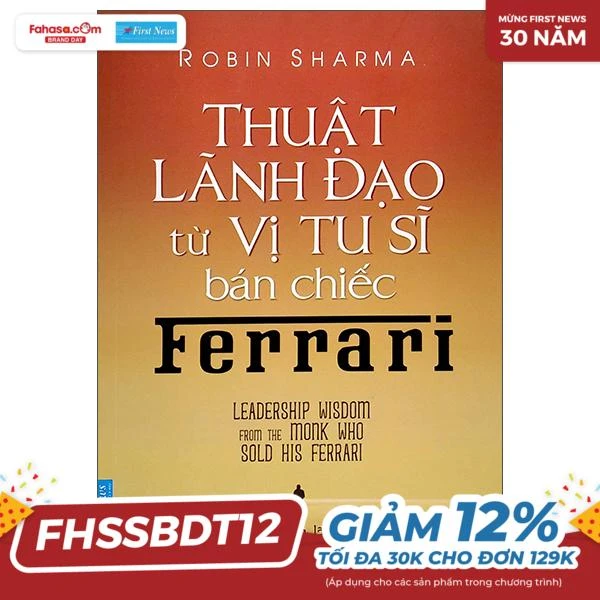 Fahasa.com
BRAND DAY
First News
MỪNG FIRST NEWS
30 NĂM
ROBIN SHARMA
THUẬT
LÃNH ĐẠO
từ VỊ TU SĨ
bán chiếc
Ferrari
LEADERSHIP WISDOM
FROM THE MONK WHO
SOLD HIS FERRARI
FHSSBDT12
GIẢM 12%
TỐI ĐA 30K CHO ĐƠN 129K
(Áp dụng cho các sản phẩm trong chương trình)